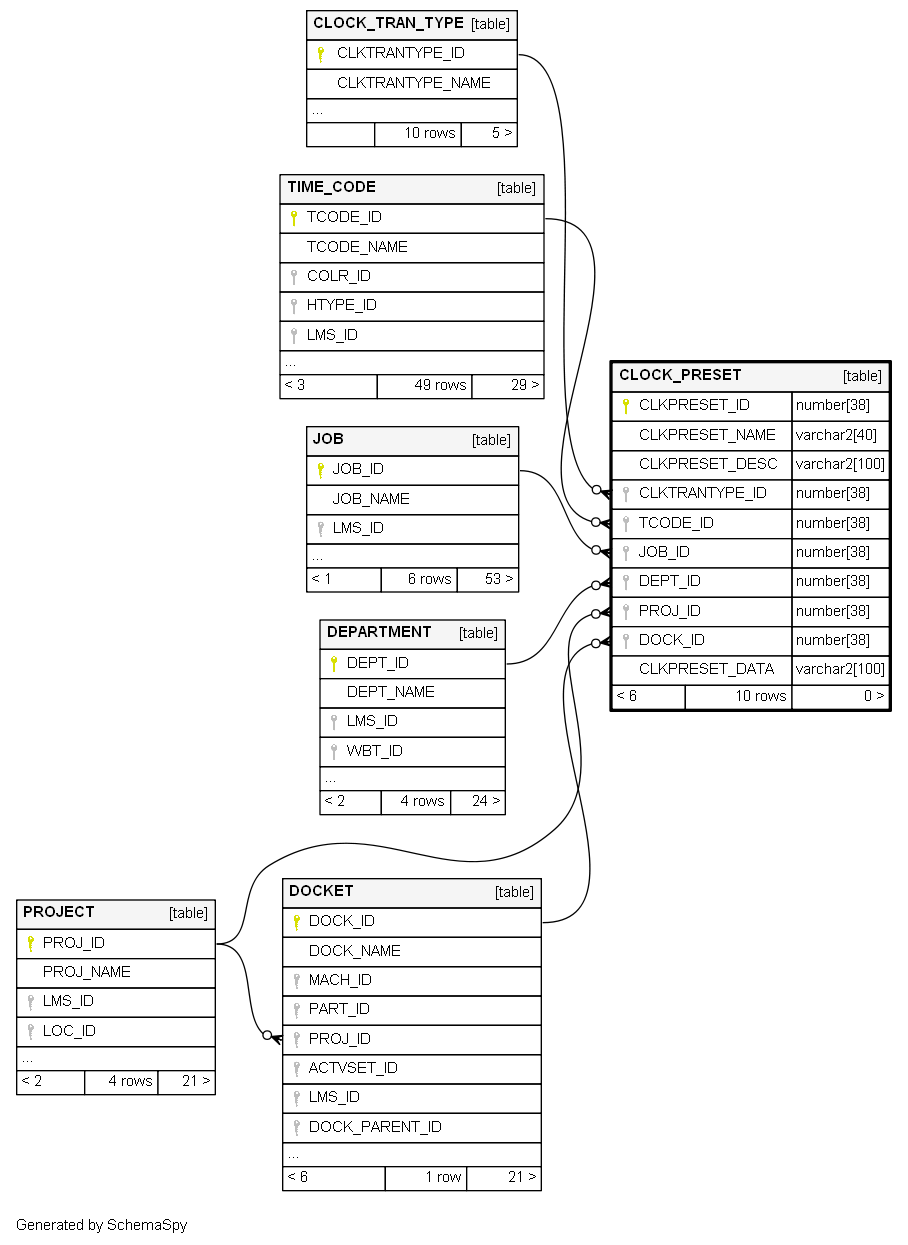 CLOCK_TRAN_TYPE [table]
CLKTRANTYPE_ID
CLKTRANTYPE_NAME
...
10 rows 5 >
TIME_CODE [table]
TCODE_ID
TCODE_NAME
COLR_ID
HTYPE_ID
LMS_ID
...
< 3 49 rows 29 >
CLOCK_PRESET [table]
CLKPRESET_ID number[38]
CLKPRESET_NAME varchar2[40]
CLKPRESET_DESC varchar2[100]
CLKTRANTYPE_ID number[38]
TCODE_ID number[38]
JOB_ID number[38]
DEPT_ID number[38]
PROJ_ID number[38]
DOCK_ID number[38]
CLKPRESET_DATA varchar2[100]
< 6 10 rows 0 >
JOB [table]
JOB_ID
JOB_NAME
LMS_ID
...
< 1 6 rows 53 >
DEPARTMENT [table]
DEPT_ID
DEPT_NAME
LMS_ID
WBT_ID
...
< 2 4 rows 24 >
PROJECT [table]
PROJ_ID
PROJ_NAME
LMS_ID
LOC_ID
...
< 2 4 rows 21 >
DOCKET [table]
DOCK_ID
DOCK_NAME
MACH_ID
PART_ID
PROJ_ID
ACTVSET_ID
LMS_ID
DOCK_PARENT_ID
...
< 6 1 row 21 >
Generated by SchemaSpy